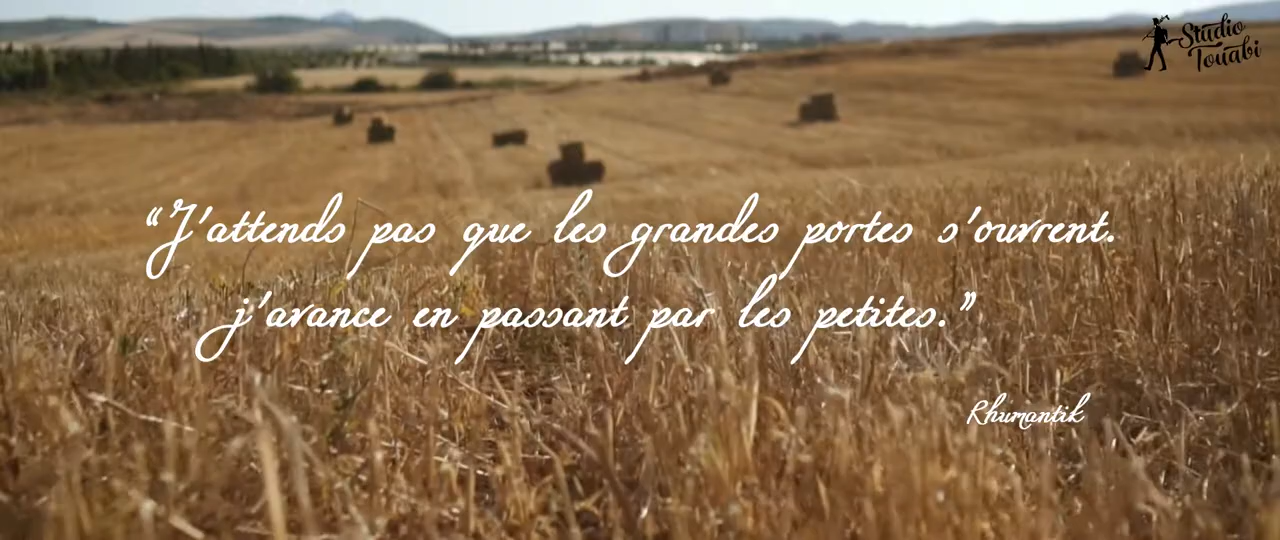 Studio
Touabi
“J'attends pas que les grandes portes s'ouvrent.
j'avance en passant par les petites.”
Rhumantik